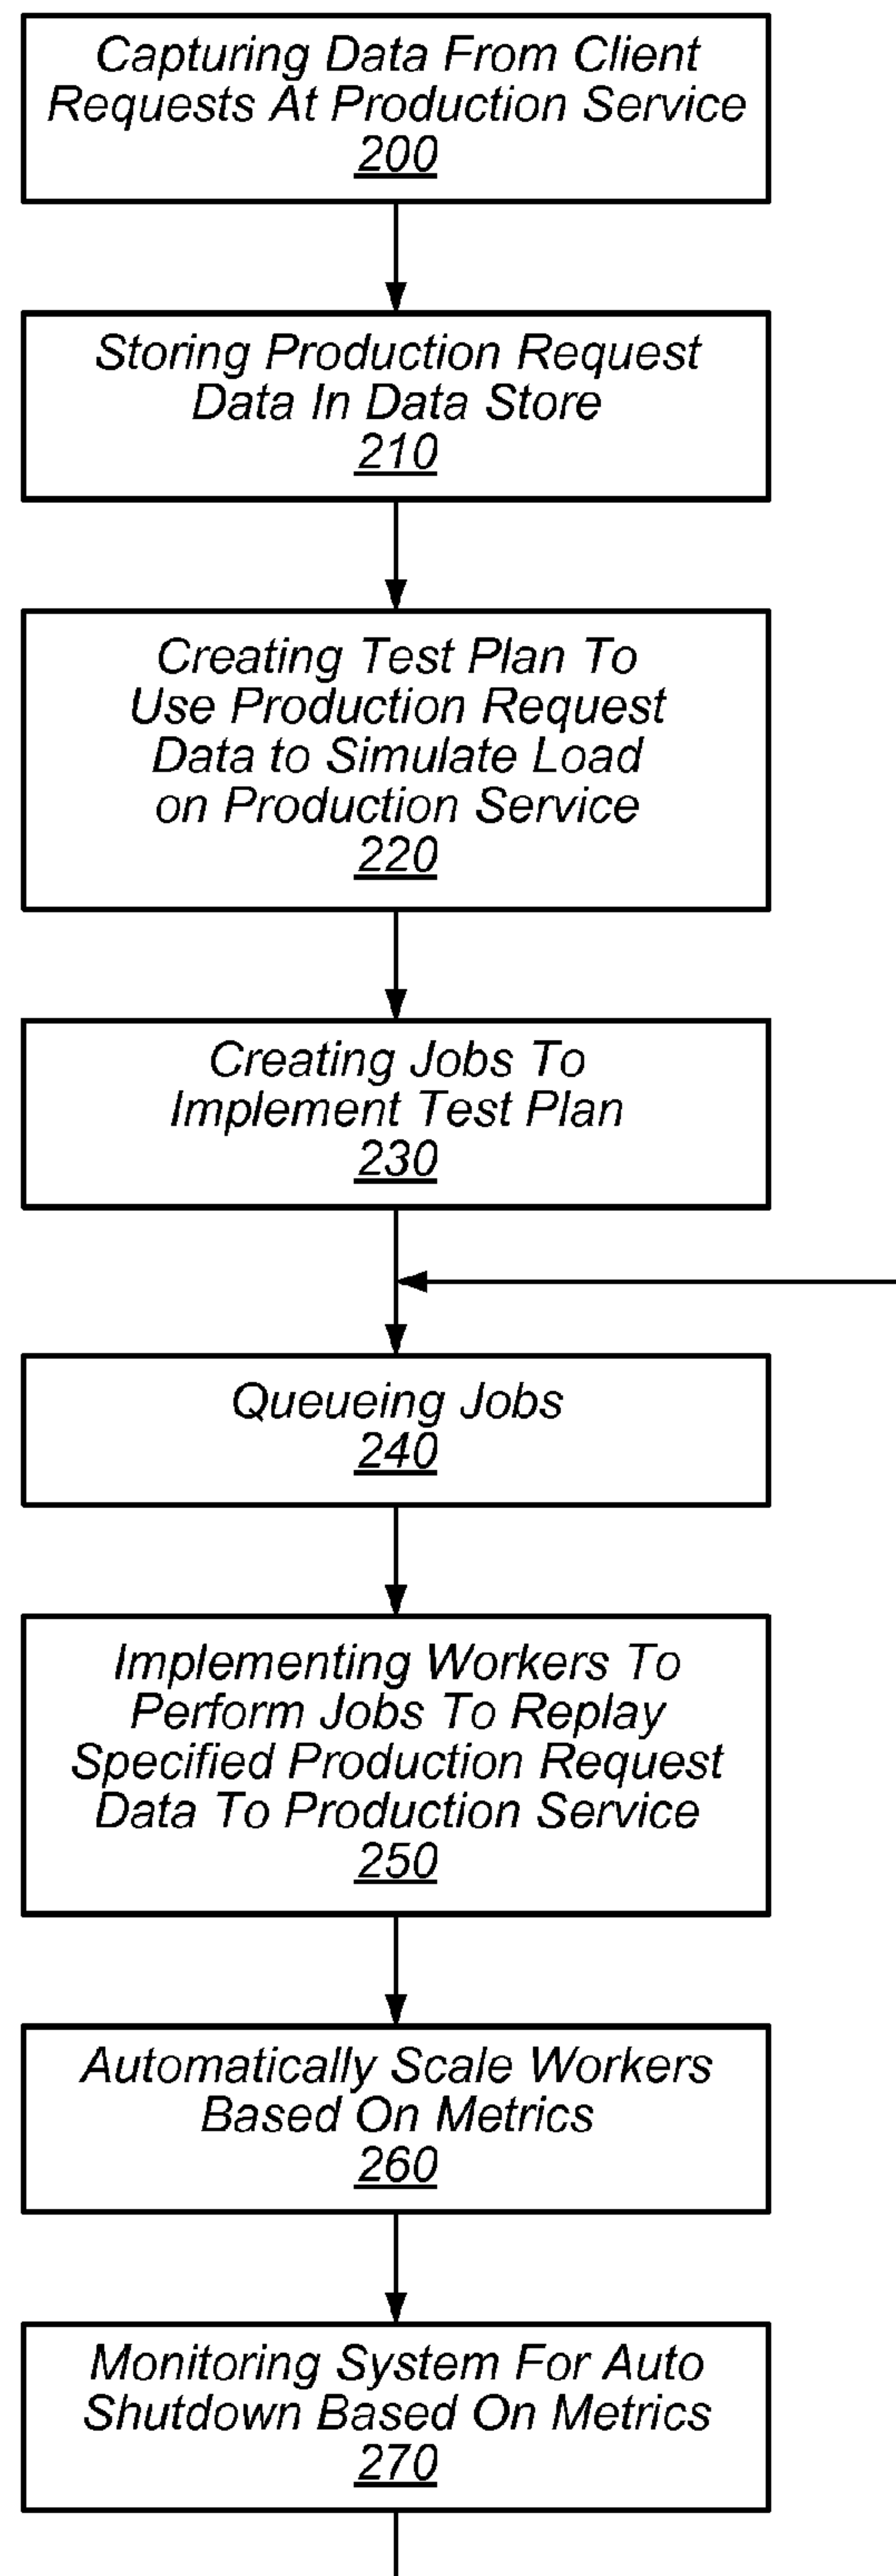 Capturing Data From Client
Requests At Production Service
200
Storing Production Request
Data In Data Store
210
Creating Test Plan To
Use Production Request
Data to Simulate Load
on Production Service
220
Creating Jobs To
Implement Test Plan
230
Queueing Jobs
240
Implementing Workers To
Perform Jobs To Replay
Specified Production Request
Data To Production Service
250
Automatically Scale Workers
Based On Metrics
260
Monitoring System For Auto
Shutdown Based On Metrics
270